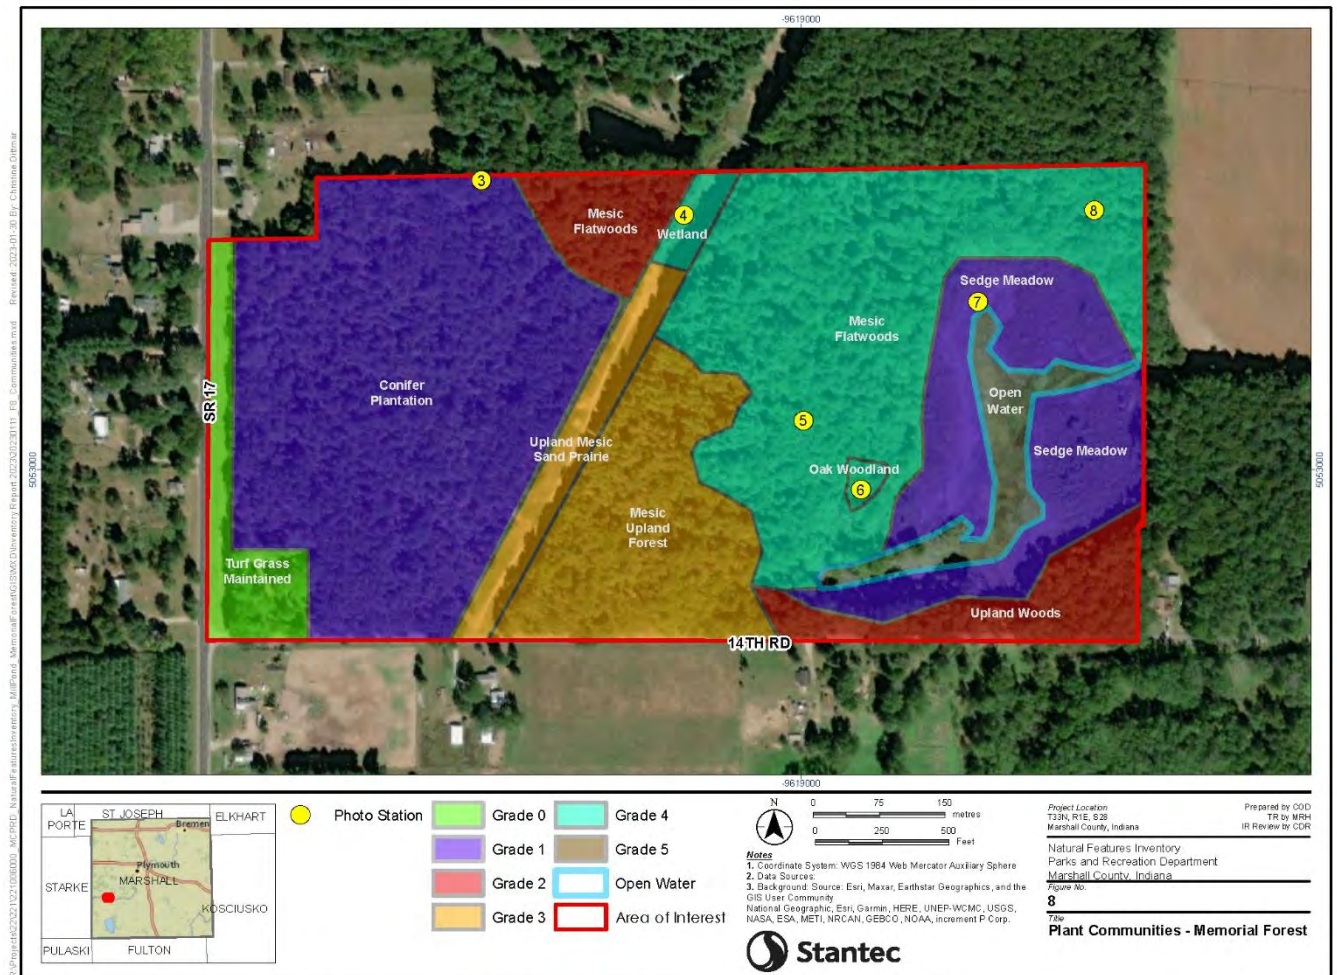 -9619000
3
Mesic
Flatwoods
4
Wetland
8
Sedge Meadow
7
Mesic
Flatwoods
Conifer
Plantation
Open
Water
SR 17
5
Upland Mesic
Sand Prairie
Sedge Meadow
Oak Woodland
6
5053000
5053000
Mesic
Upland
Forest
Turf Grass
Maintained
Upland Woods
14TH RD
-9619000
Revised: 2023-01-30 By: Christine.Dittmar
LA
PORTE
ST JOSEPH
ELKHART
Bremen
Plymouth
MARSHALL
STARKE
KOSCIUSKO
PULASKI
FULTON
Photo Station
Grade 0
Grade 1
Grade 2
Grade 3
Grade 4
Grade 5
Open Water
Area of Interest
N
0 75 150
metres
0 250 500
Feet
Notes
1. Coordinate System: WGS 1984 Web Mercator Auxiliary Sphere
2. Data Sources:
3. Background: Source: Esri, Maxar, Earthstar Geographics, and the
GIS User Community
National Geographic, Esri, Garmin, HERE, UNEP-WCMC, USGS,
NASA, ESA, METI, NRCAN, GEBCO, NOAA, increment P Corp.
Stantec
Project Location
T33N, R1E, S28
Marshall County, Indiana
Prepared by COD
TR by MRH
IR Review by CDR
Natural Features Inventory
Parks and Recreation Department
Marshall County, Indiana
Figure No.
8
Title
Plant Communities - Memorial Forest